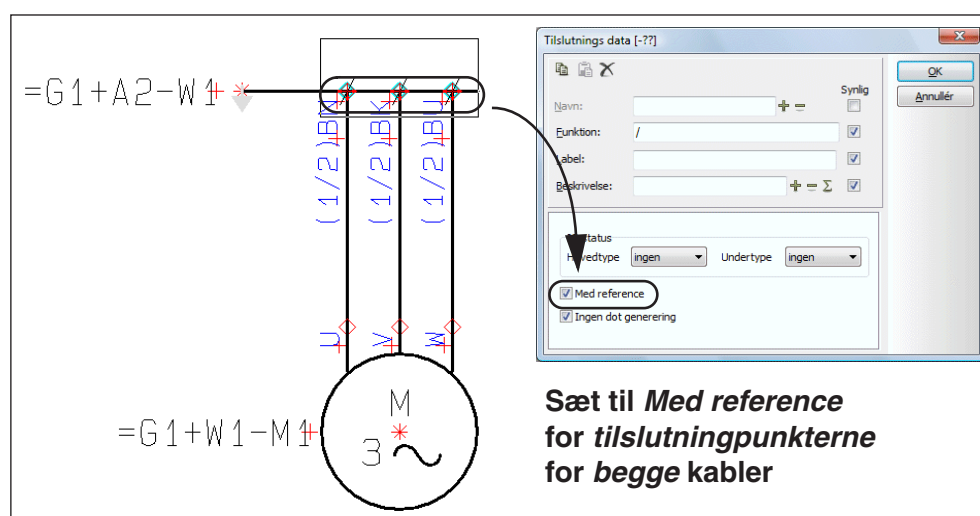 =G1+A2-W1
(1/2)BK
(1/2)BK
(1/2)BU
U
V
W
M
3
=G1+W1-M1
Tilslutnings data [-??]
OK
Annullér
Synlig
Navn:
Funktion:
/
Label:
Beskrivelse:
status
Hovedtype
ingen
Undertype
ingen
Med reference
Ingen dot generering
Sæt til Med reference
for tilslutningpunkterne
for begge kabler